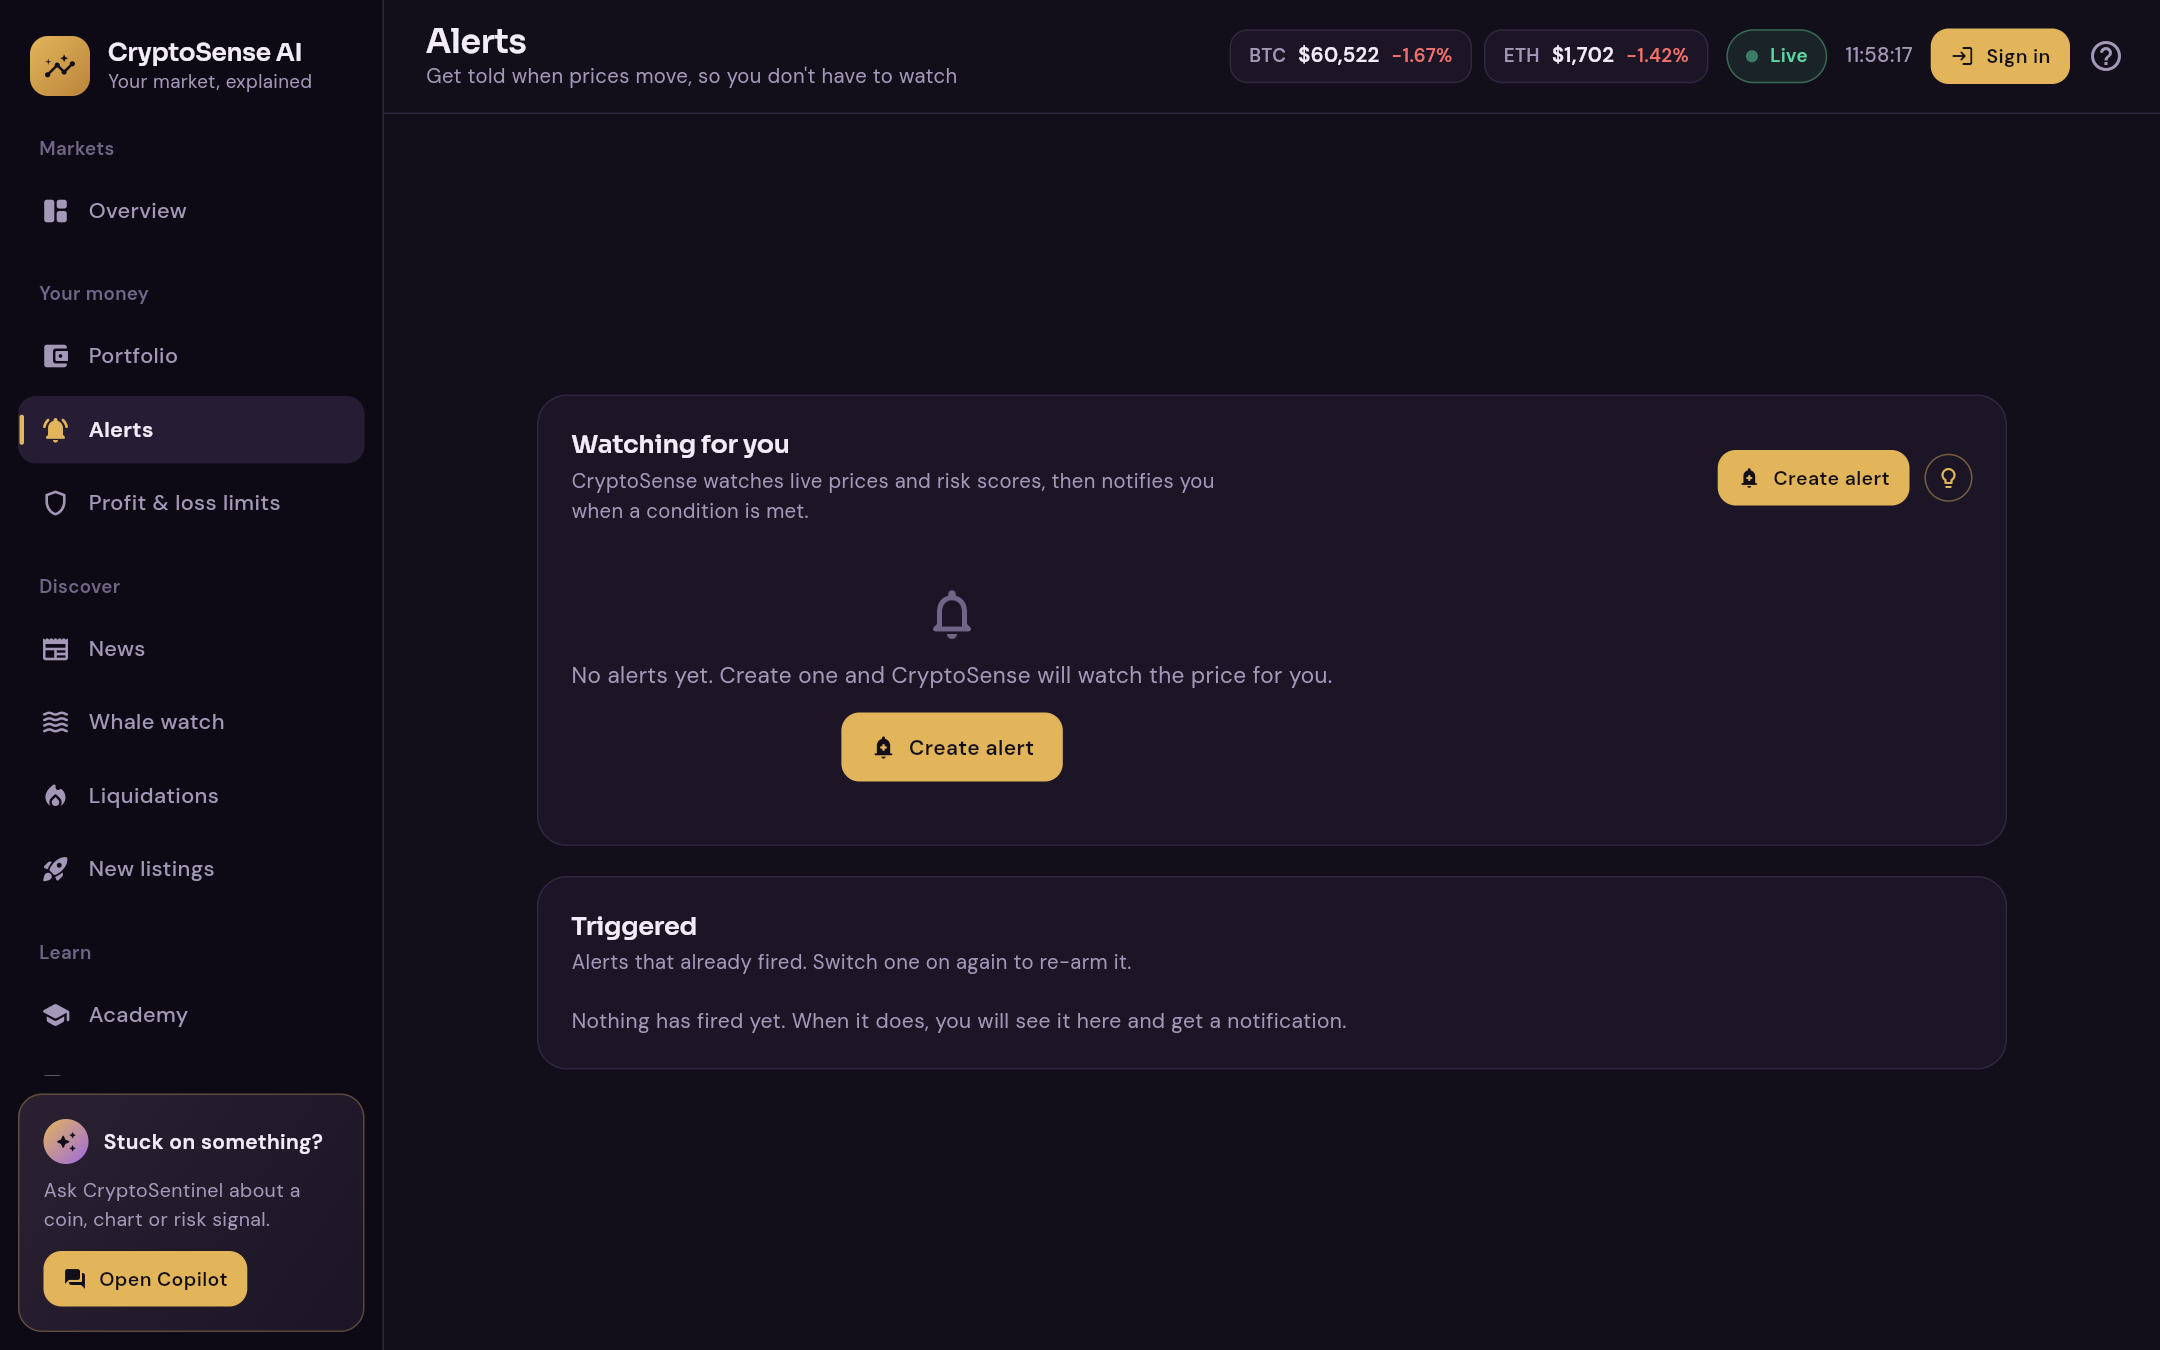 CryptoSense AI
Your market, explained
Markets
Overview
Your money
Portfolio
Alerts
Profit & loss limits
Discover
News
Whale watch
Liquidations
New listings
Learn
Academy
Stuck on something?
Ask CryptoSentinel about a
coin, chart or risk signal.
Open Copilot
Alerts
Get told when prices move, so you don't have to watch
BTC $60,522 -1.67%
ETH $1,702 -1.42%
Live
11:58:17
Sign in
Watching for you
CryptoSense watches live prices and risk scores, then notifies you
when a condition is met.
Create alert
No alerts yet. Create one and CryptoSense will watch the price for you.
Create alert
Triggered
Alerts that already fired. Switch one on again to re-arm it.
Nothing has fired yet. When it does, you will see it here and get a notification.